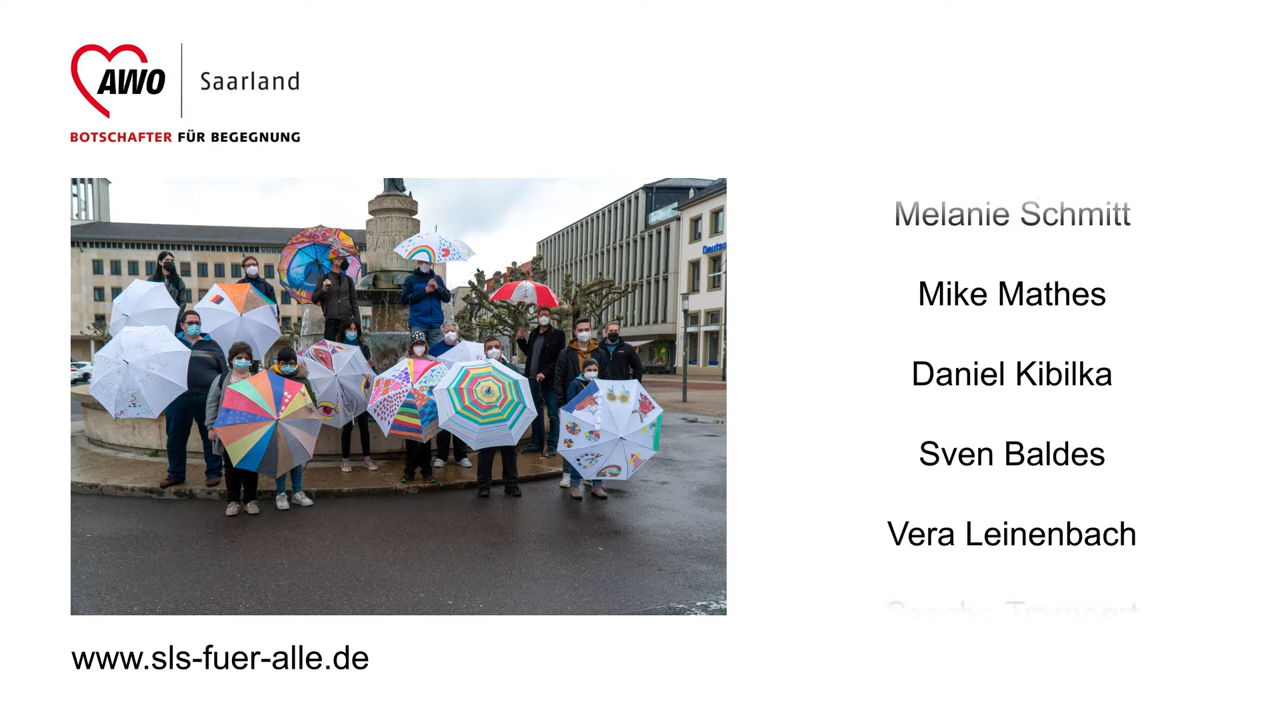 AWO
Saarland
BOTSCHAFTER FÜR BEGEGNUNG
Melanie Schmitt
Mike Mathes
Daniel Kibilka
Sven Baldes
Vera Leinenbach
Sascha
www.sls-fuer-alle.de